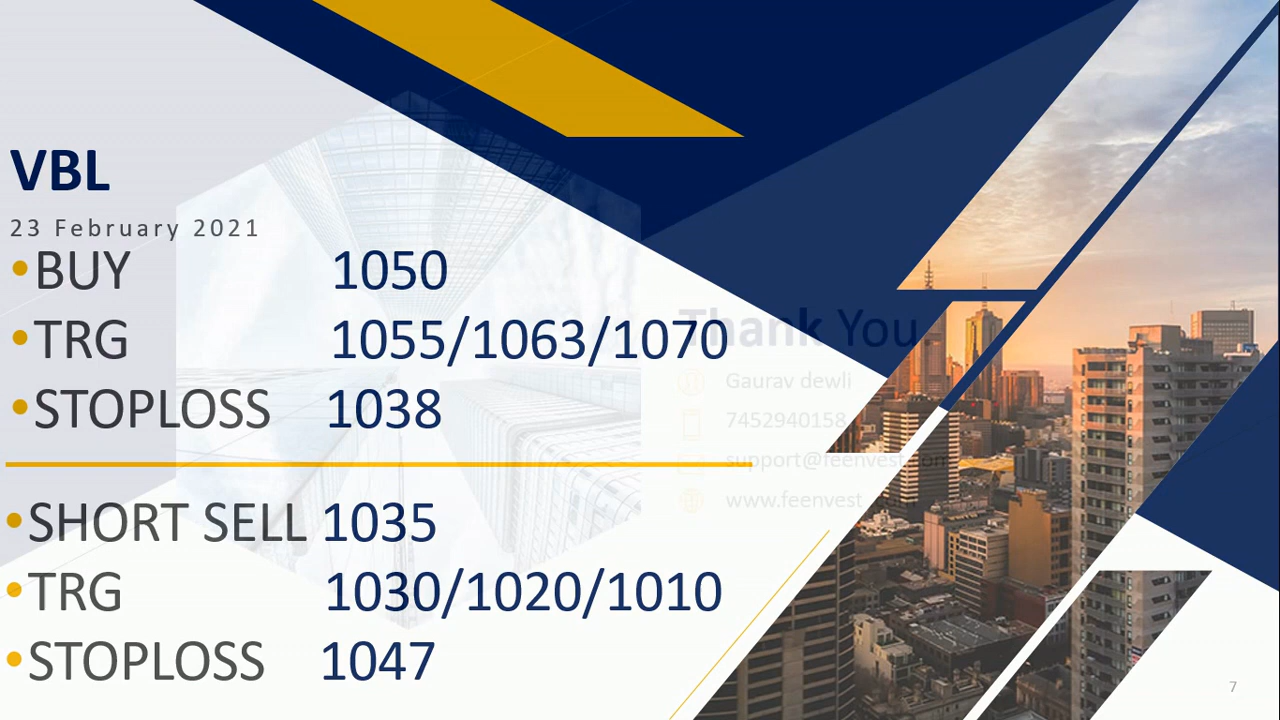 VBL
23 February 2021
•BUY 1050
•TRG 1055/1063/1070
•STOPLOSS 1038
•SHORT SELL 1035
•TRG 1030/1020/1010
•STOPLOSS 1047
Thank You
Gaurav dewli
7452940158
support@feenvest.com
www.feenvest
7